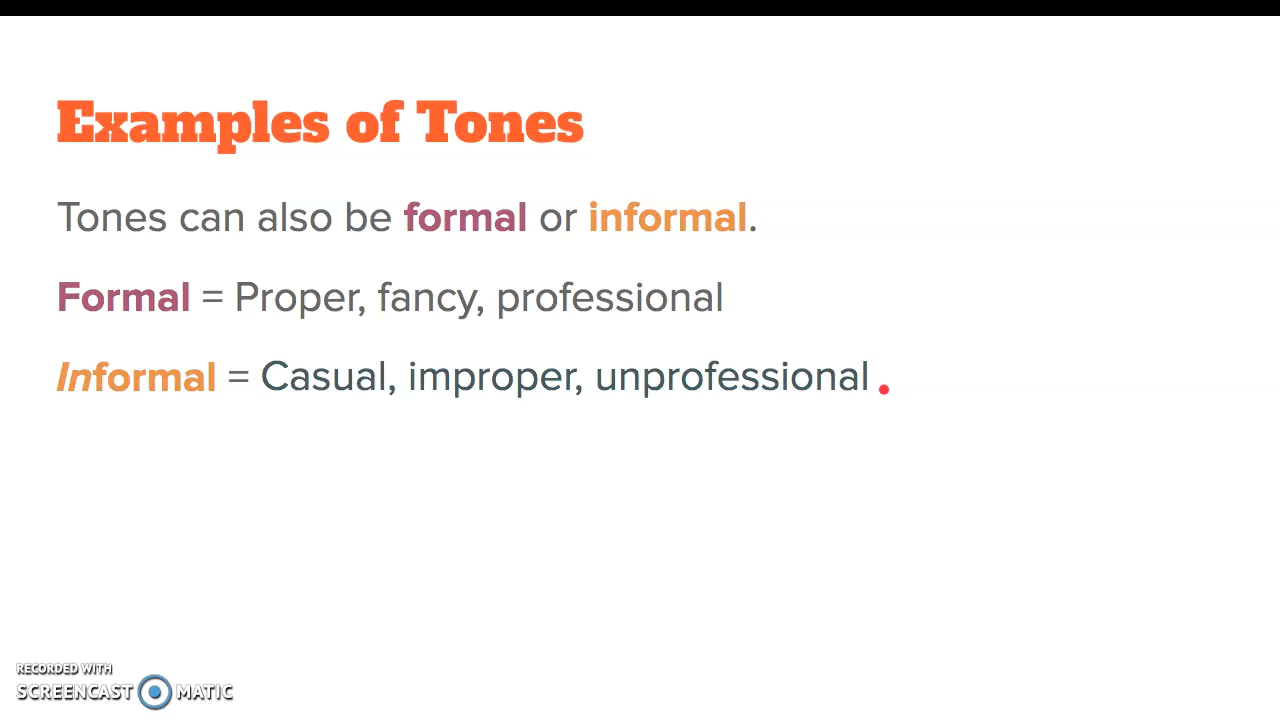 Examples of Tones
Tones can also be formal or informal.
Formal = Proper, fancy, professional
Informal = Casual, improper, unprofessional
RECORDED WITH
SCREENCAST MATIC